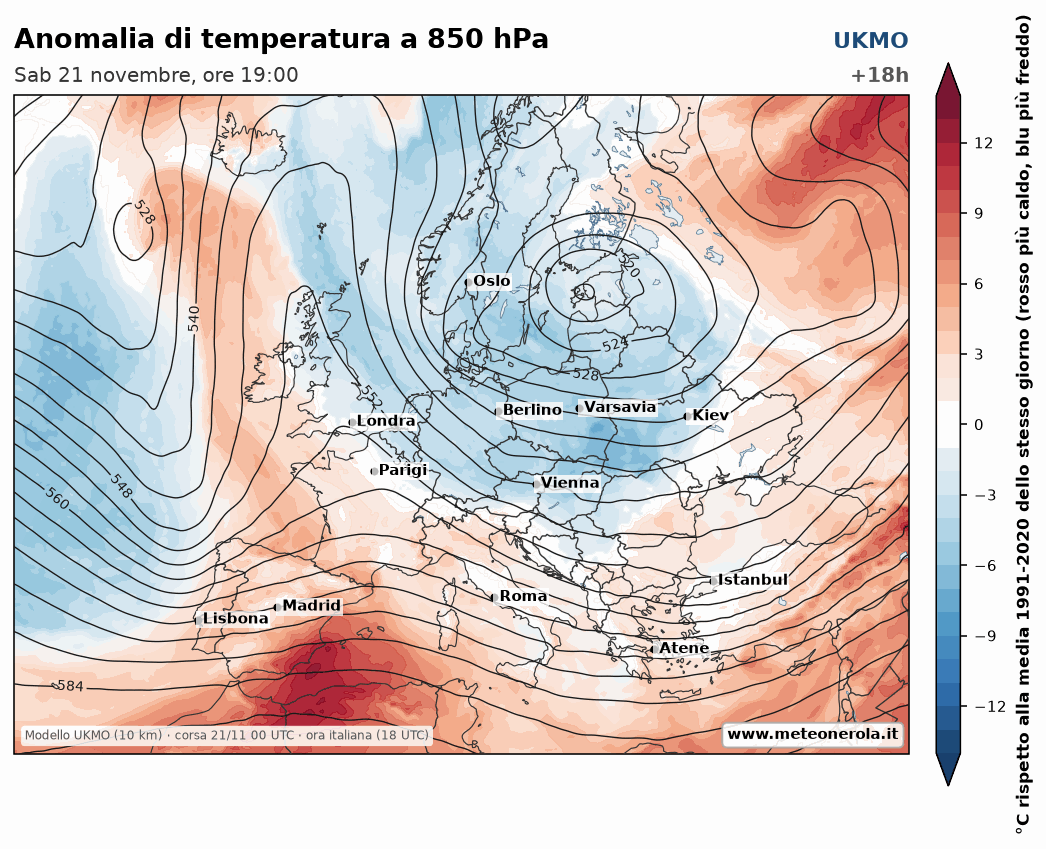 Anomalia di temperatura a 850 hPa
UKMO
Sab 21 novembre, ore 19:00
+18h
528
540
Oslo
524
528
Berlino
Varsavia
Kiev
Londra
Parigi
Vienna
548
560
Istanbul
Roma
Madrid
Lisbona
Atene
584
Modello UKMO (10 km) · corsa 21/11 00 UTC · ora italiana (18 UTC)
www.meteonerola.it
12
9
6
3
0
−3
−6
−9
−12
°C rispetto alla media 1991-2020 dello stesso giorno (rosso più caldo, blu più freddo)